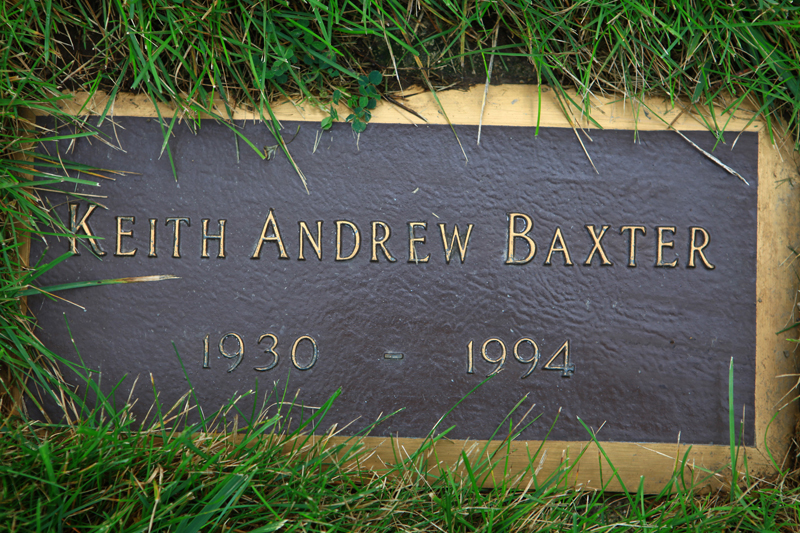 KEITH ANDREW BAXTER
1930 - 1994